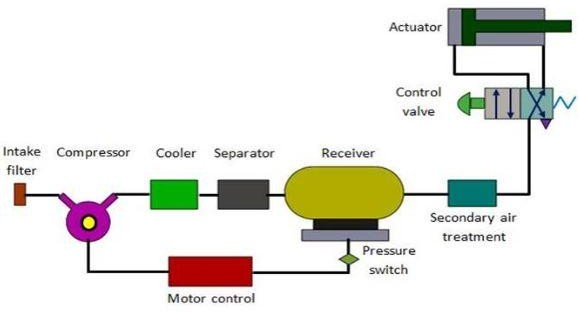 Actuator
Control
valve
Intake
filter
Compressor
Cooler
Separator
Receiver
Secondary air
treatment
Pressure
switch
Motor control